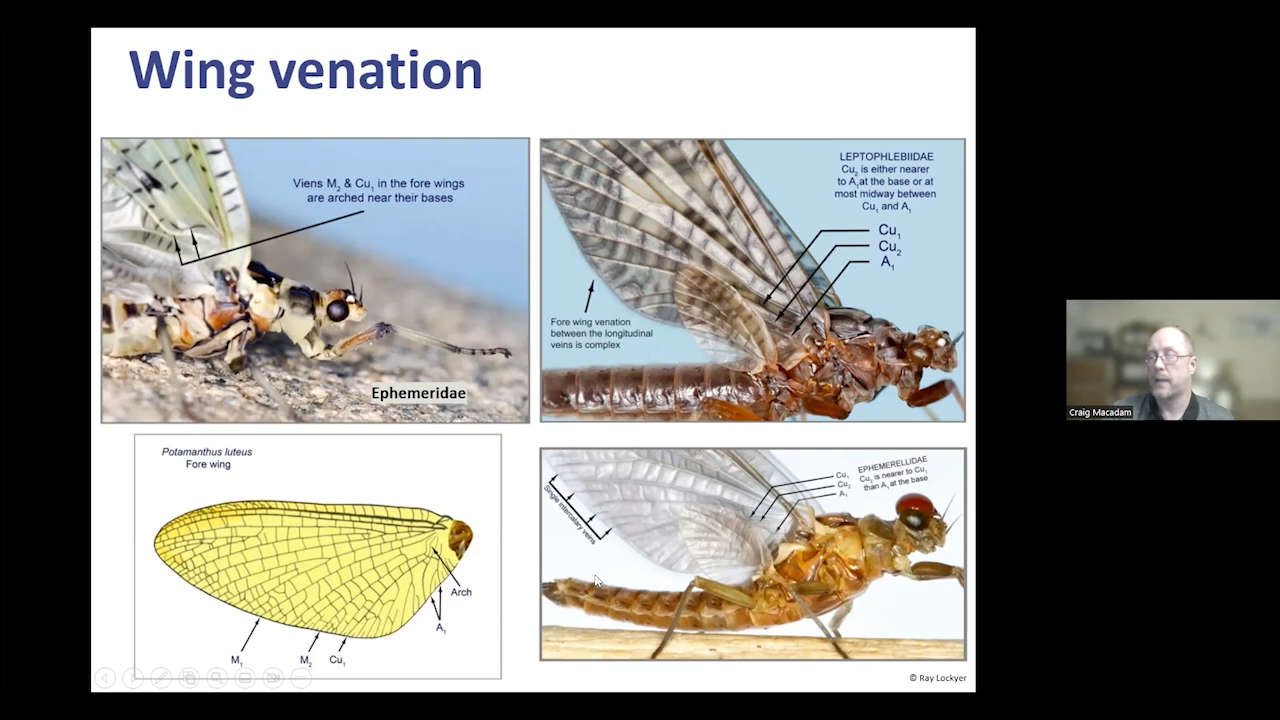 Wing venation
Viens M₂ & Cu₁ in the fore wings
are arched near their bases
Ephemeridae
LEPTOPHLEBIIDAE
Cu₂ is either nearer
to A₁at the base or at
most midway between
Cu₁ and A₁
Cu₁
Cu₂
A₁
Fore wing venation
between the longitudinal
veins is complex
Potamanthus luteus
Fore wing
Arch
A₁
M₁
M₂
Cu₁
Single intercalary veins
Cu₁
Cu₂
A₁
EPHEMERELLIDAE
Cu₂ is nearer to Cu₁
than A₁ at the base
© Ray Lockyer
Craig Macadam